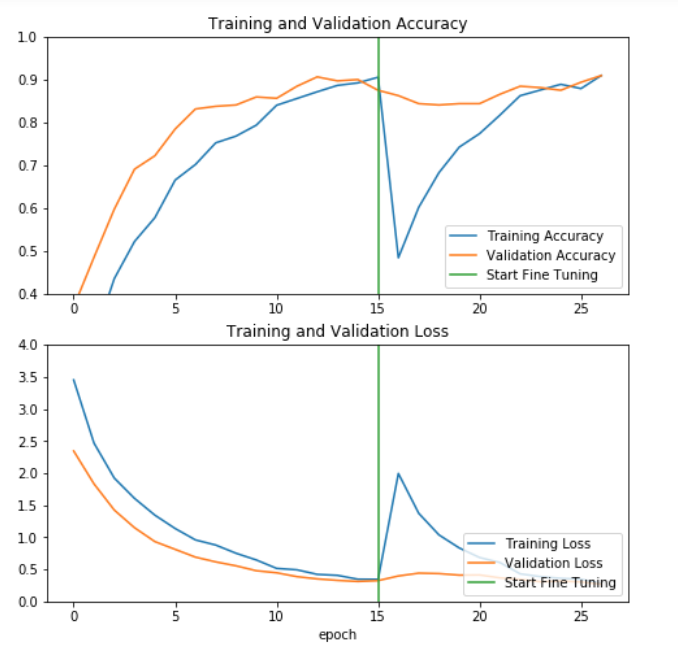 Training and Validation Accuracy
1.0
0.9
0.8
0.7
0.6
0.5
0.4
Training Accuracy
Validation Accuracy
Start Fine Tuning
0 5 10 15 20 25
Training and Validation Loss
4.0
3.5
3.0
2.5
2.0
1.5
1.0
0.5
0.0
Training Loss
Validation Loss
Start Fine Tuning
0 5 10 15 20 25
epoch